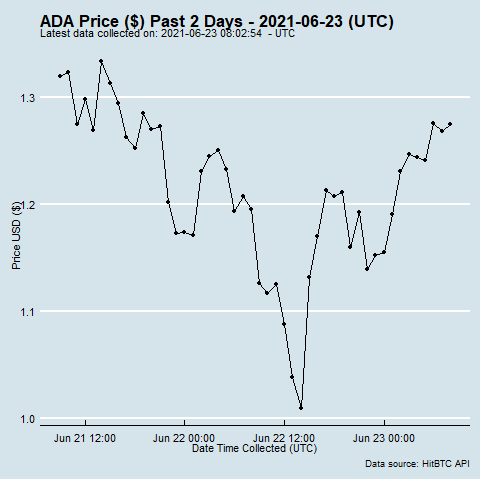 ADA Price ($) Past 2 Days - 2021-06-23 (UTC)
Latest data collected on: 2021-06-23 08:02:54  - UTC
1.3
1.2
1.1
1.0
Price USD ($)
Jun 21 12:00
Jun 22 00:00
Jun 22 12:00
Jun 23 00:00
Date Time Collected (UTC)
Data source: HitBTC API